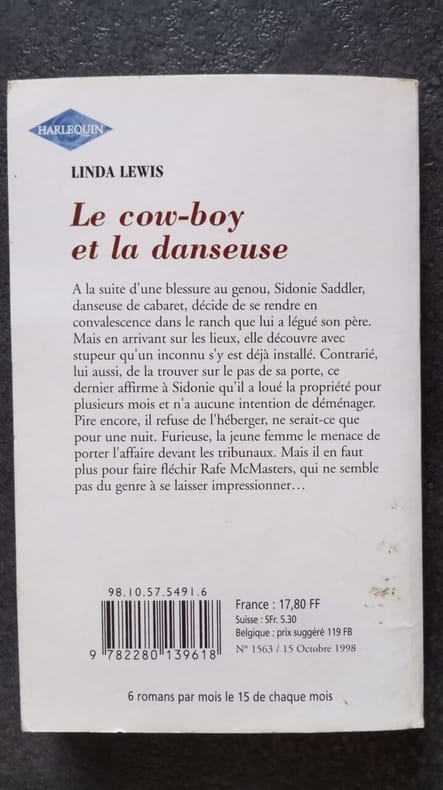 HARLEQUIN
LINDA LEWIS
Le cow-boy
et la danseuse
A la suite d'une blessure au genou, Sidonie Saddler,
danseuse de cabaret, décide de se rendre en
convalescence dans le ranch que lui a légué son père.
Mais en arrivant sur les lieux, elle découvre avec
stupeur qu'un inconnu s'y est déjà installé. Contrarié,
lui aussi, de la trouver sur le pas de sa porte, ce
dernier affirme à Sidonie qu'il a loué la propriété pour
plusieurs mois et n'a aucune intention de déménager.
Pire encore, il refuse de l'héberger, ne serait-ce que
pour une nuit. Furieuse, la jeune femme le menace de
porter l'affaire devant les tribunaux. Mais il en faut
plus pour faire fléchir Rafe McMasters, qui ne semble
pas du genre à se laisser impressionner…
98.10.57.5491.6
9 782280 139618
France : 17,80 FF
Suisse : SFr. 5.30
Belgique : prix suggéré 119 FB
N° 1563 / 15 Octobre 1998
6 romans par mois le 15 de chaque mois